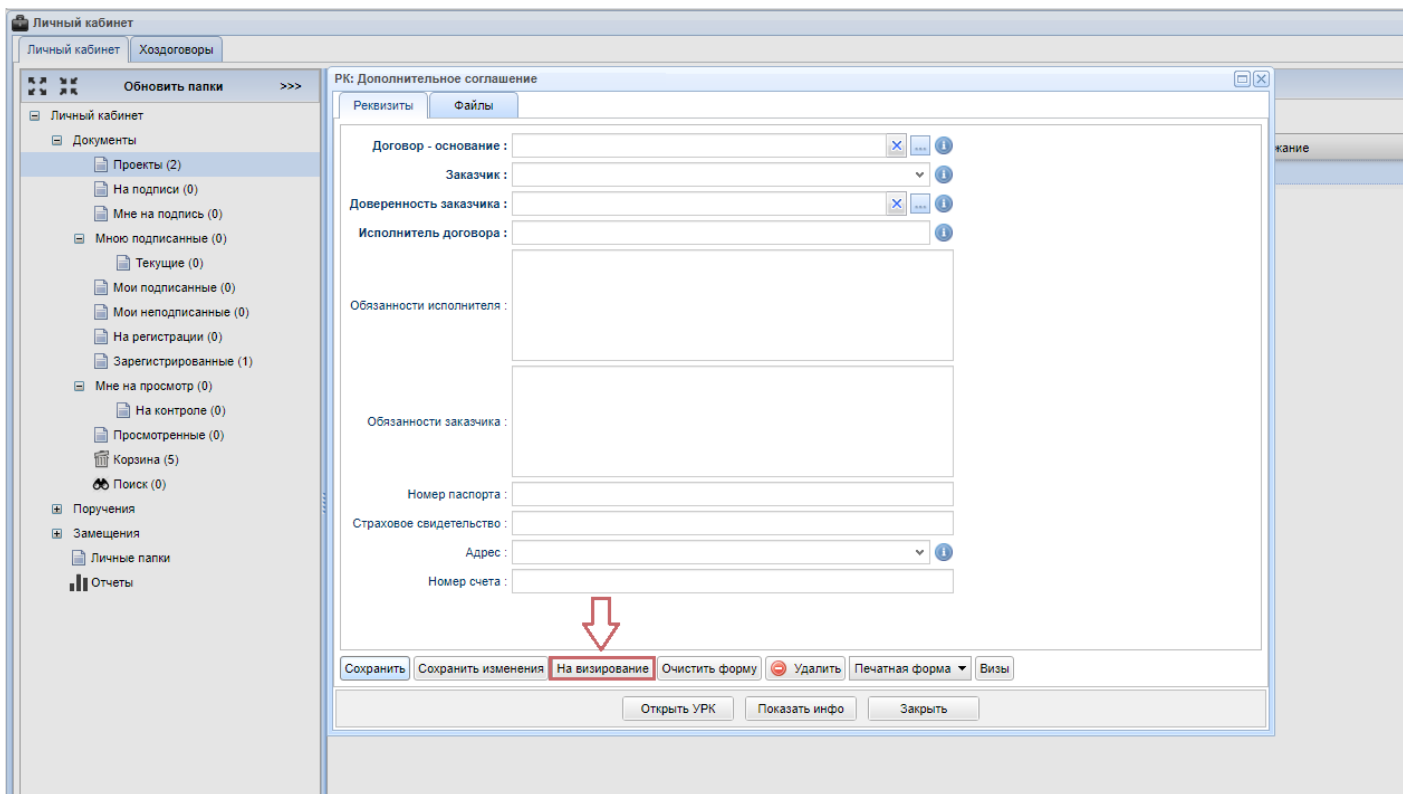 Личный кабинет
Личный кабинет Хоздоговоры
Обновить папки >>>
Личный кабинет
Документы
Проекты (2)
На подписи (0)
Мне на подпись (0)
Мною подписанные (0)
Текущие (0)
Мои подписанные (0)
Мои неподписанные (0)
На регистрации (0)
Зарегистрированные (1)
Мне на просмотр (0)
На контроле (0)
Просмотренные (0)
Корзина (5)
Поиск (0)
Поручения
Замещения
Личные папки
Отчеты
РК: Дополнительное соглашение
Реквизиты Файлы
Договор - основание :
Заказчик :
Доверенность заказчика :
Исполнитель договора :
Обязанности исполнителя :
Обязанности заказчика :
Номер паспорта :
Страховое свидетельство :
Адрес :
Номер счета :
Сохранить Сохранить изменения На визирование Очистить форму Удалить Печатная форма Визы
Открыть УРК Показать инфо Закрыть
жание